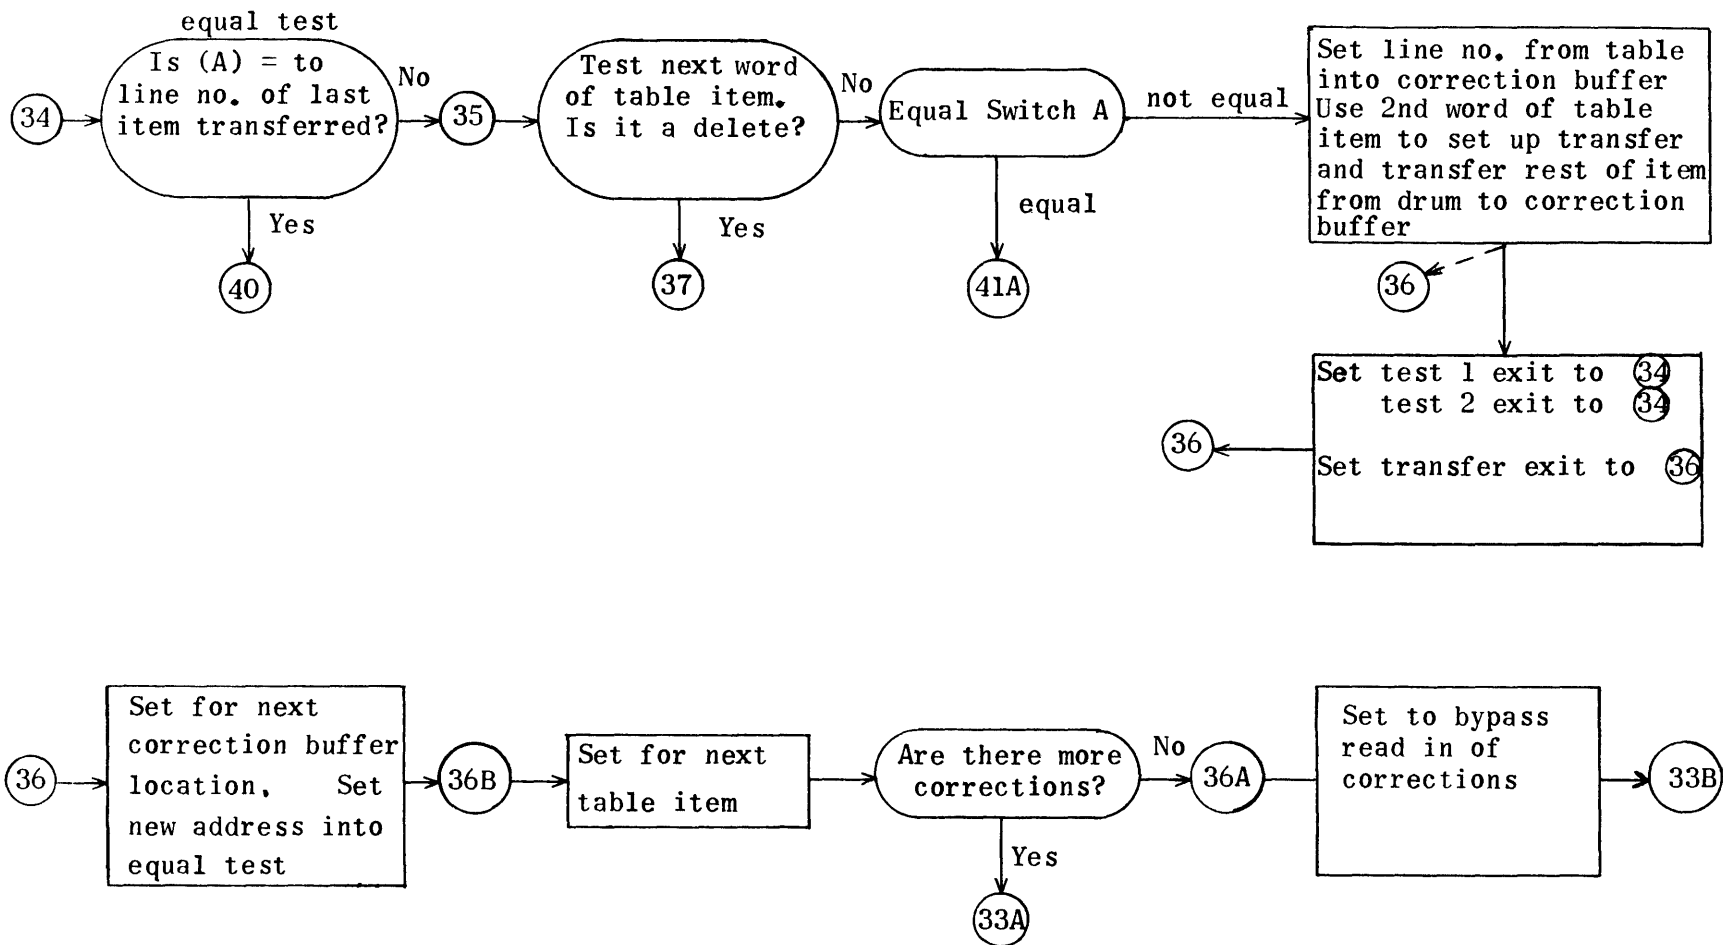 equal test
Is (A) = to
line no. of last
item transferred?
34
No
35
Test next word
of table item.
Is it a delete?
No
Equal Switch A
not equal
Set line no. from table
into correction buffer
Use 2nd word of table
item to set up transfer
and transfer rest of item
from drum to correction
buffer
Yes
40
Yes
37
equal
41A
36
Set test 1 exit to 34
test 2 exit to 34
Set transfer exit to 36
36
36
Set for next
correction buffer
location. Set
new address into
equal test
36B
Set for next
table item
Are there more
corrections?
No
36A
Set to bypass
read in of
corrections
33B
Yes
33A